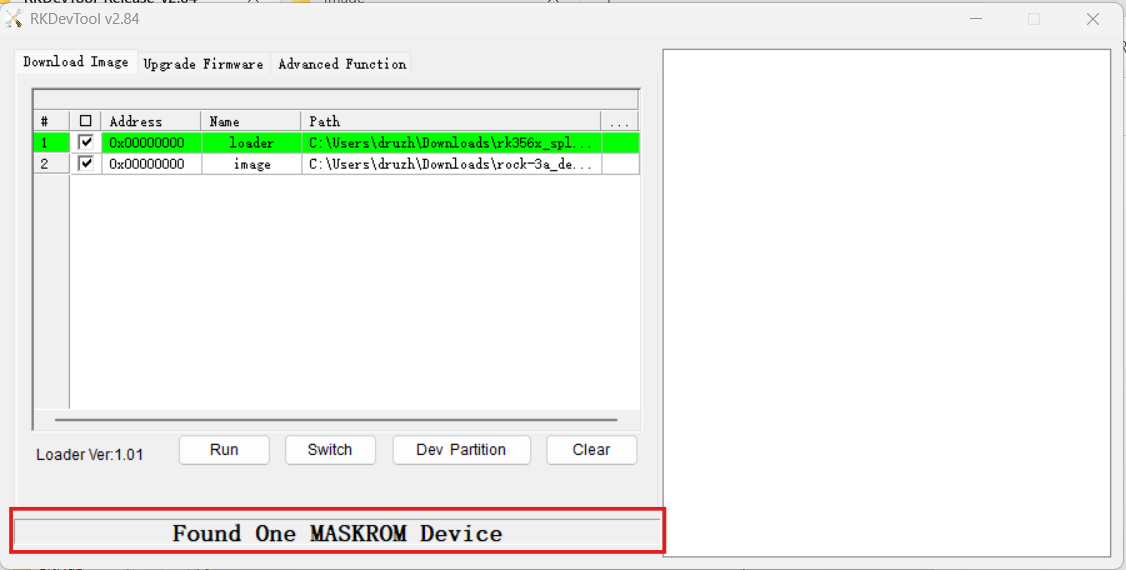 RKDevTool v2.84
Download Image Upgrade Firmware Advanced Function
# Address Name Path ...
1 0x00000000 loader C:\Users\druzh\Downloads\rk356x_spl...
2 0x00000000 image C:\Users\druzh\Downloads\rock-3a_de...
Loader Ver:1.01 Run Switch Dev Partition Clear
Found One MASKROM Device